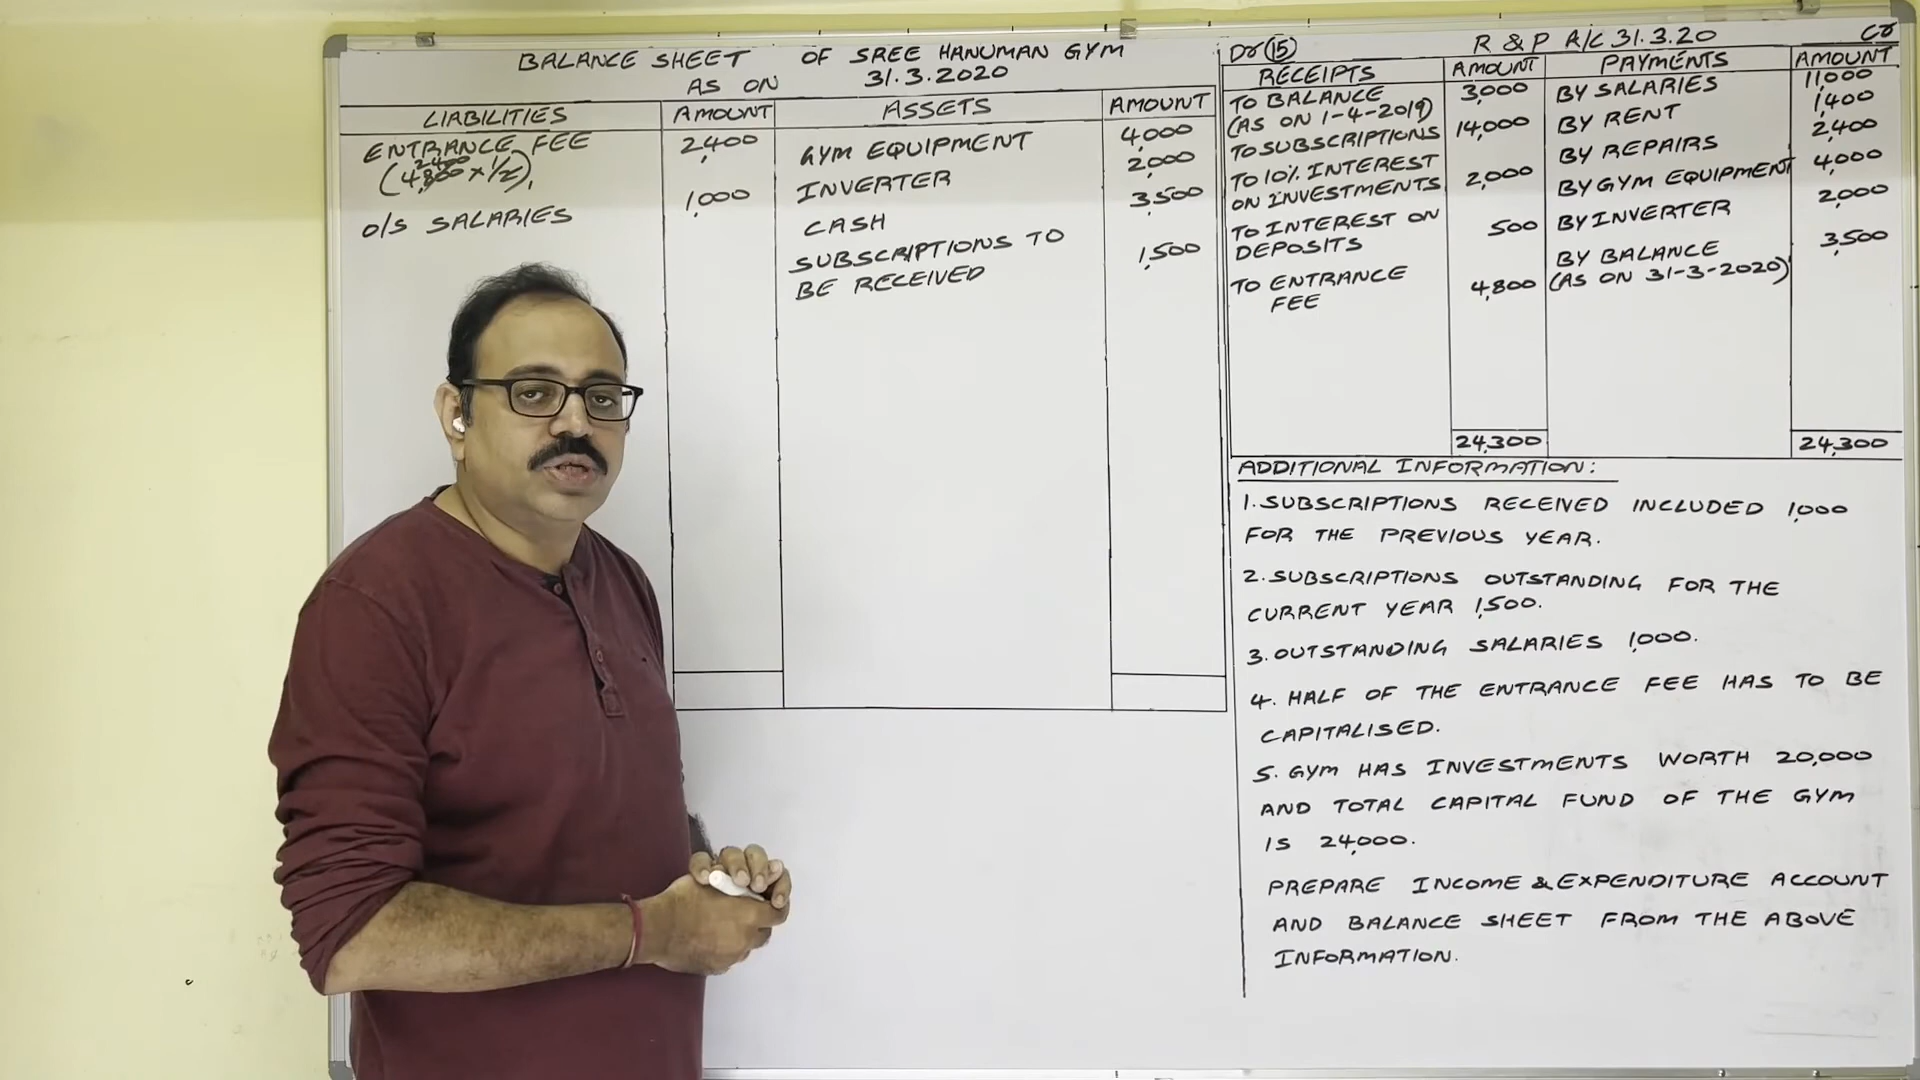 BALANCE SHEET OF SREE HANUMAN GYM
AS ON 31.3.2020
LIABILITIES AMOUNT ASSETS AMOUNT
ENTRANCE FEE 2,400 GYM EQUIPMENT 4,000
2400
(4,800 x 1/2)
INVERTER 2,000
O/S SALARIES 1,000
CASH 3,500
SUBSCRIPTIONS TO
BE RECEIVED 1,500
Dr (15) R & P A/C 31.3.20 Cr
RECEIPTS AMOUNT PAYMENTS AMOUNT
TO BALANCE 3,000 BY SALARIES 11,000
(AS ON 1-4-2019)
TO SUBSCRIPTIONS 14,000 BY RENT 1,400
TO 10% INTEREST BY REPAIRS 2,400
ON INVESTMENTS 2,000 BY GYM EQUIPMENT 4,000
TO INTEREST ON 500 BY INVERTER 2,000
DEPOSITS BY BALANCE 3,500
TO ENTRANCE 4,800 (AS ON 31-3-2020)
FEE
24,300 24,300
ADDITIONAL INFORMATION:
1. SUBSCRIPTIONS RECEIVED INCLUDED 1,000
FOR THE PREVIOUS YEAR.
2. SUBSCRIPTIONS OUTSTANDING FOR THE
CURRENT YEAR 1,500.
3. OUTSTANDING SALARIES 1,000.
4. HALF OF THE ENTRANCE FEE HAS TO BE
CAPITALISED.
5. GYM HAS INVESTMENTS WORTH 20,000
AND TOTAL CAPITAL FUND OF THE GYM
IS 24,000.
PREPARE INCOME & EXPENDITURE ACCOUNT
AND BALANCE SHEET FROM THE ABOVE
INFORMATION.